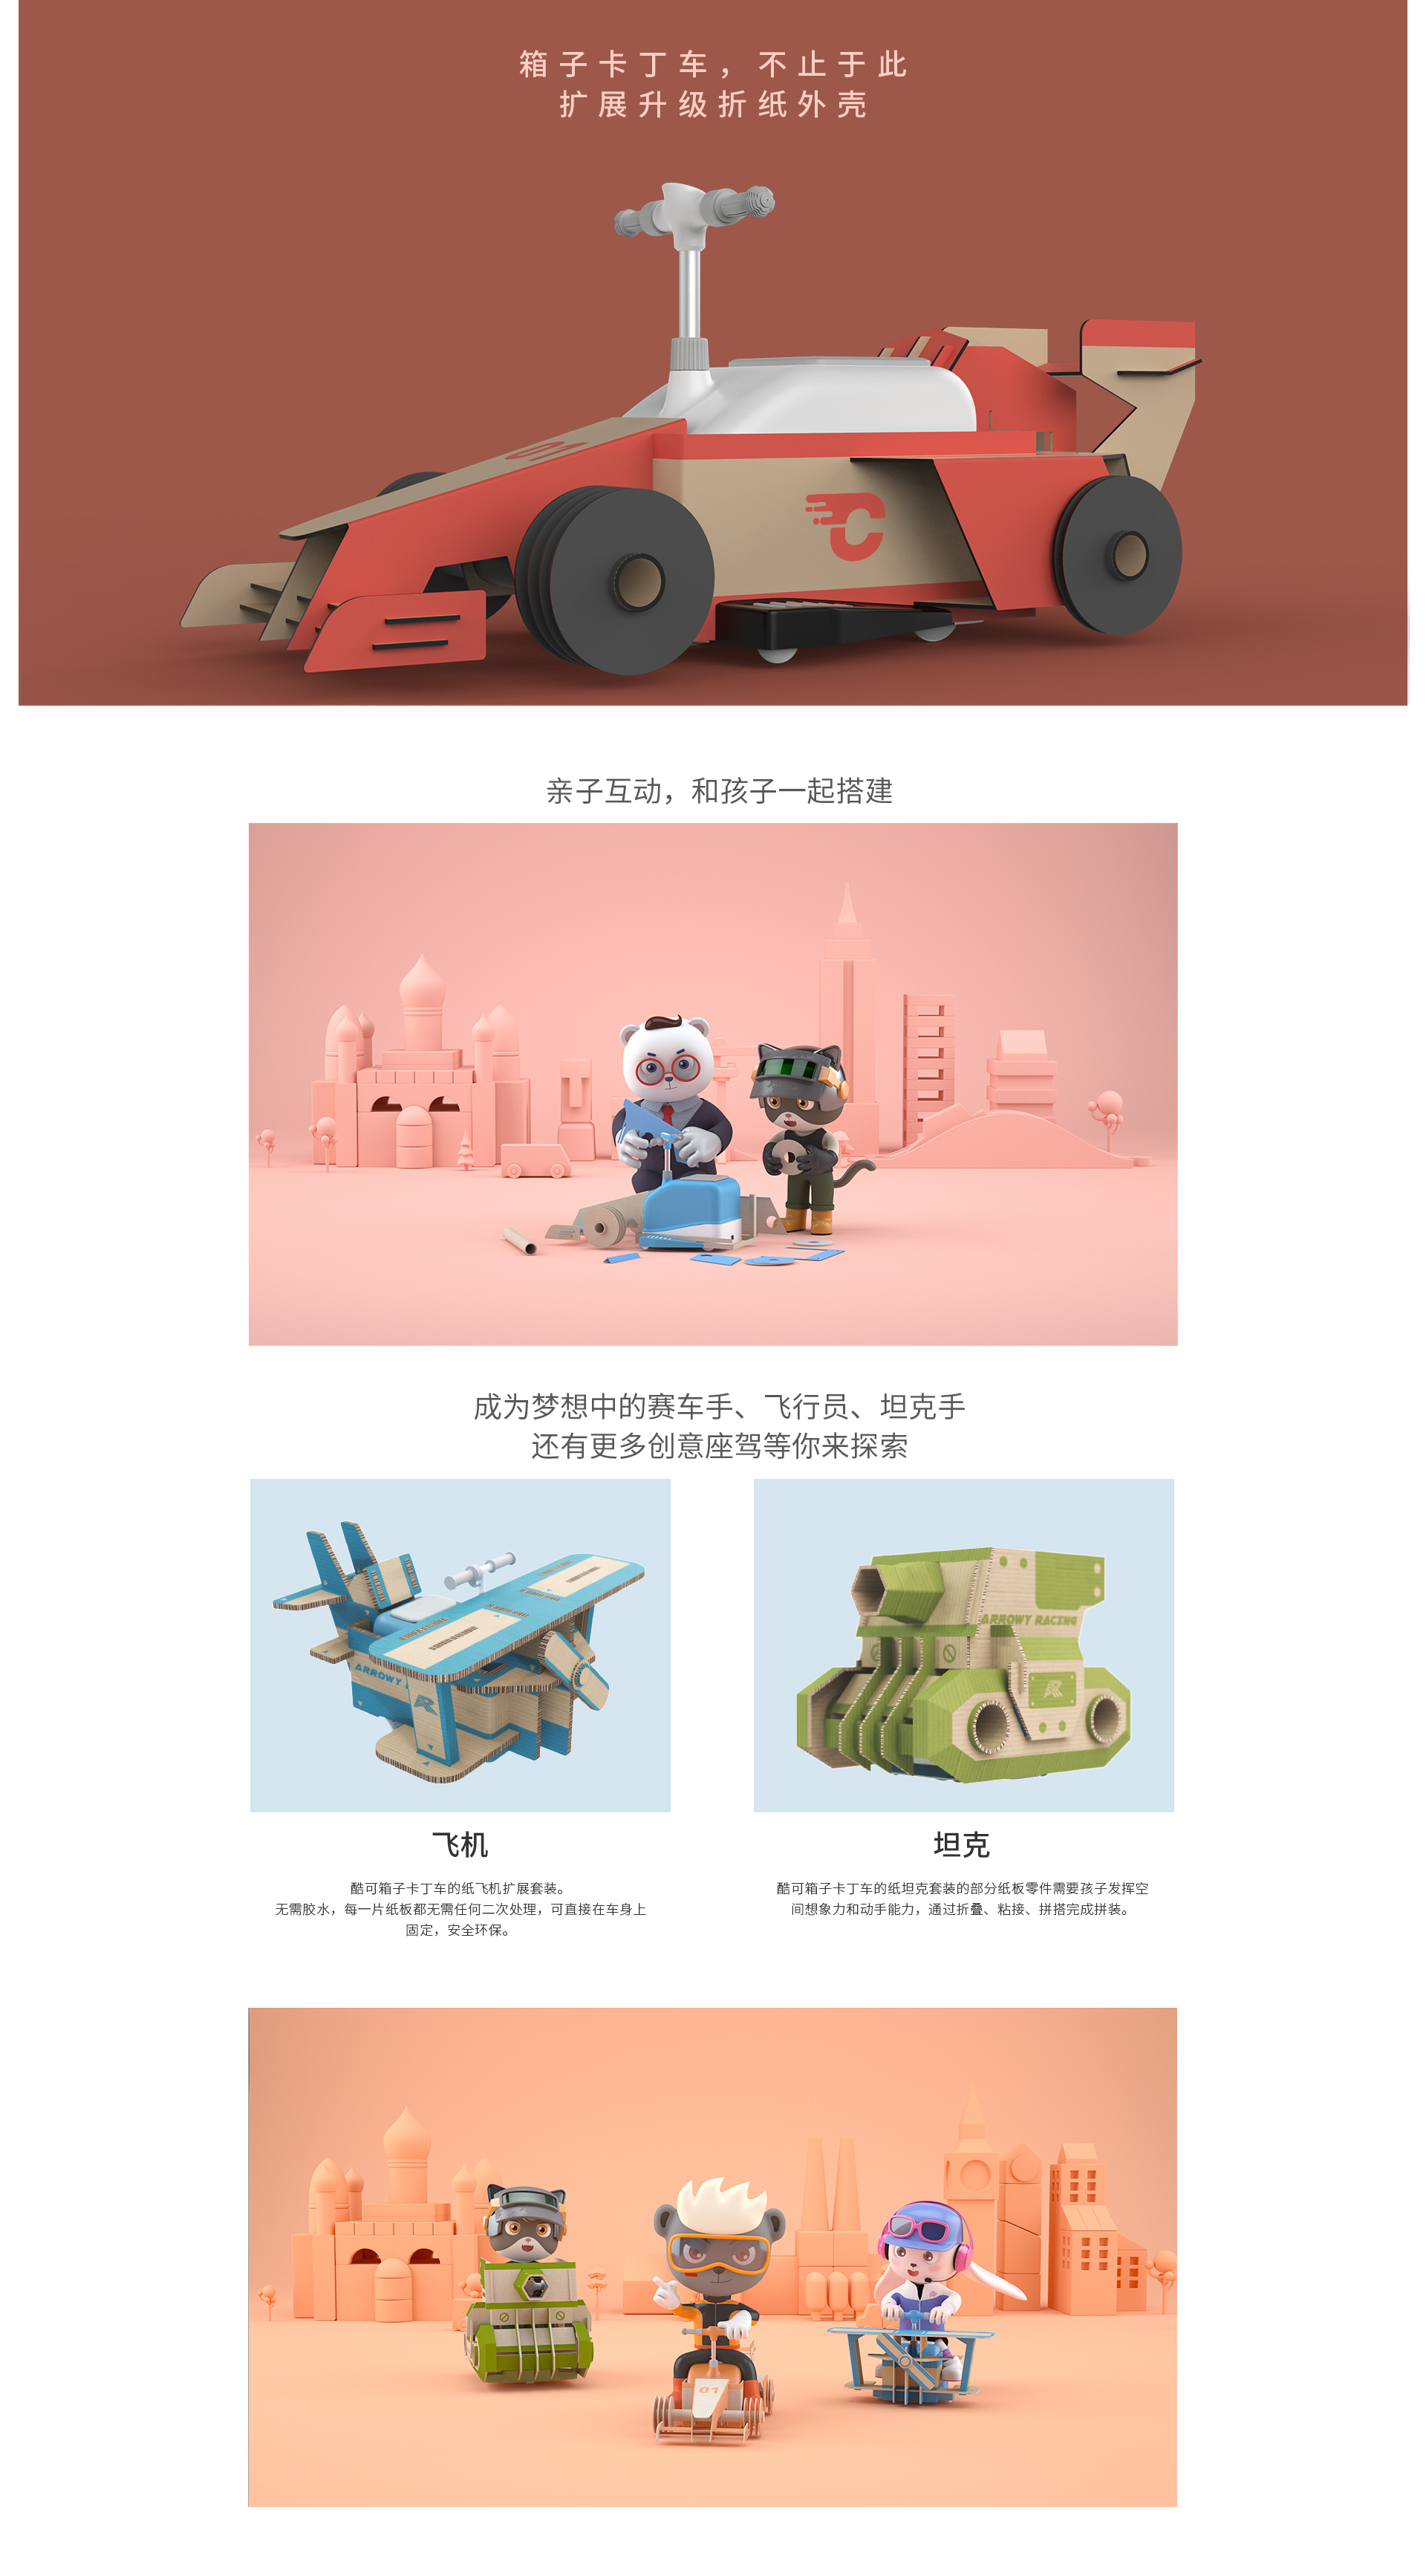 箱子卡丁车，不止于此
扩展升级折纸外壳
亲子互动，和孩子一起搭建
成为梦想中的赛车手、飞行员、坦克手
还有更多创意座驾等你来探索
ARROWY
ARROWY RACING
飞机
坦克
酷可箱子卡丁车的纸飞机扩展套装。
无需胶水，每一片纸板都无需任何二次处理，可直接在车身上
固定，安全环保。
酷可箱子卡丁车的纸坦克套装的部分纸板零件需要孩子发挥空
间想象力和动手能力，通过折叠、粘接、拼搭完成拼装。
01